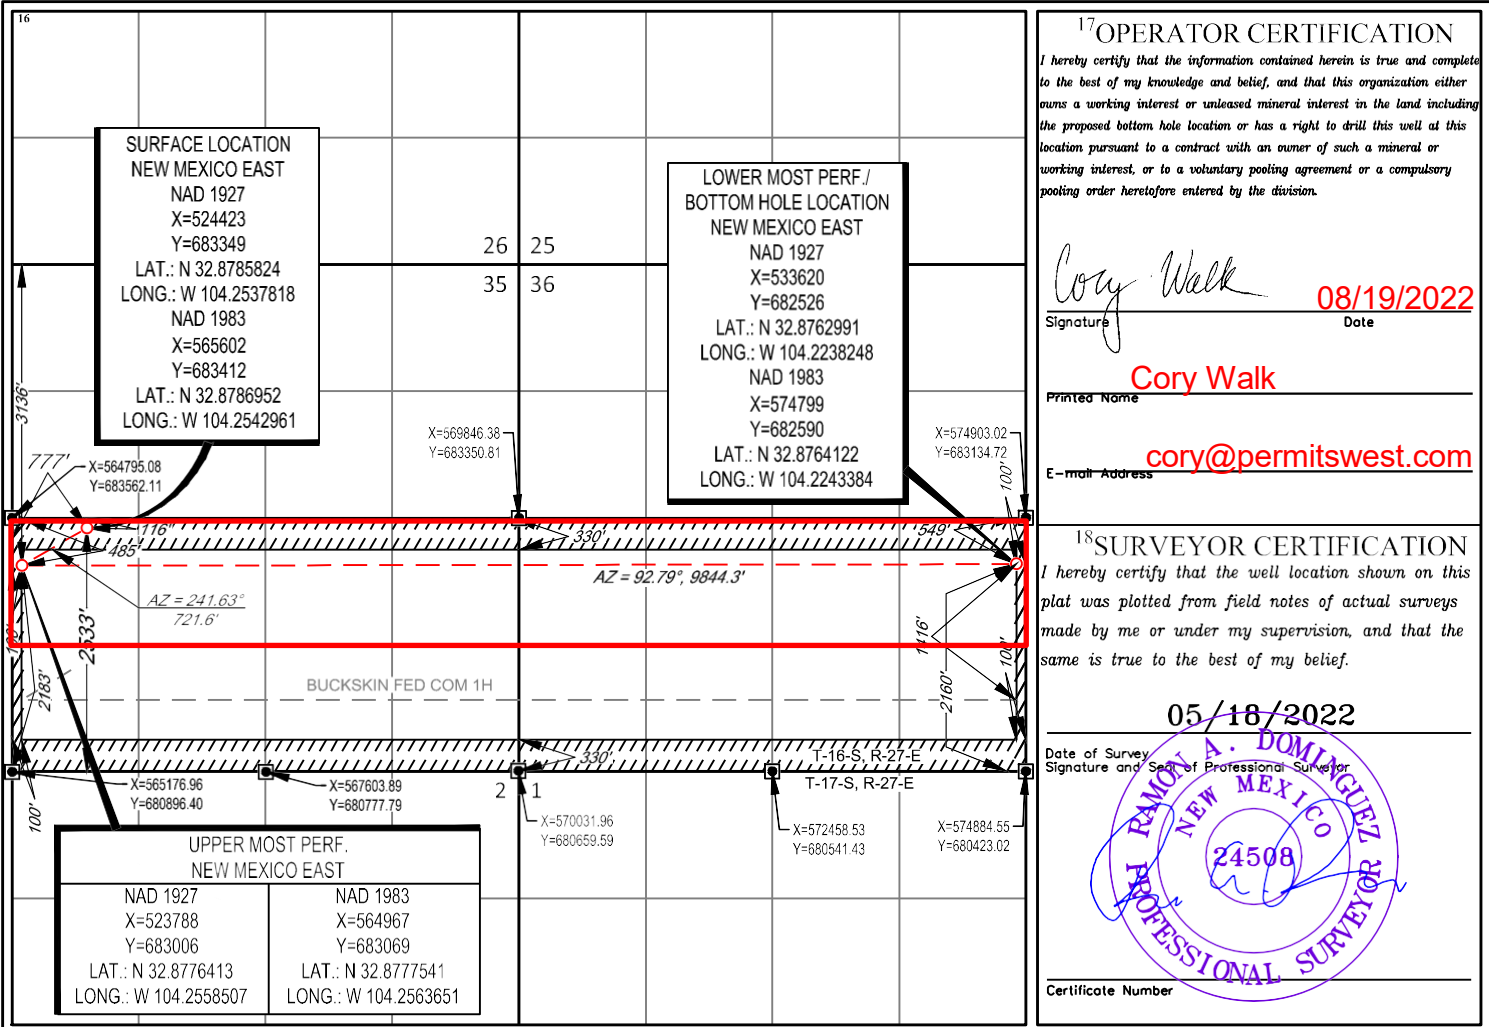 16
SURFACE LOCATION
NEW MEXICO EAST
NAD 1927
X=524423
Y=683349
LAT.: N 32.8785824
LONG.: W 104.2537818
NAD 1983
X=565602
Y=683412
LAT.: N 32.8786952
LONG.: W 104.2542961
LOWER MOST PERF./
BOTTOM HOLE LOCATION
NEW MEXICO EAST
NAD 1927
X=533620
Y=682526
LAT.: N 32.8762991
LONG.: W 104.2238248
NAD 1983
X=574799
Y=682590
LAT.: N 32.8764122
LONG.: W 104.2243384
26 25
35 36
3136'
777'
X=564795.08
Y=683562.11
X=569846.38
Y=683350.81
X=574903.02
Y=683134.72
100'
116"
485'
330'
549'
AZ = 92.79°, 9844.3'
AZ = 241.63°
721.6'
100'
2533'
2183'
1416'
100'
2160'
BUCKSKIN FED COM 1H
330'
T-16-S, R-27-E
T-17-S, R-27-E
2 1
100'
X=565176.96
Y=680896.40
X=567603.89
Y=680777.79
X=570031.96
Y=680659.59
X=572458.53
Y=680541.43
X=574884.55
Y=680423.02
UPPER MOST PERF.
NEW MEXICO EAST
NAD 1927
X=523788
Y=683006
LAT.: N 32.8776413
LONG.: W 104.2558507
NAD 1983
X=564967
Y=683069
LAT.: N 32.8777541
LONG.: W 104.2563651
17 OPERATOR CERTIFICATION
I hereby certify that the information contained herein is true and complete
to the best of my knowledge and belief, and that this organization either
owns a working interest or unleased mineral interest in the land including
the proposed bottom hole location or has a right to drill this well at this
location pursuant to a contract with an owner of such a mineral or
working interest, or to a voluntary pooling agreement or a compulsory
pooling order heretofore entered by the division.
Cory Walk
08/19/2022
Signature Date
Cory Walk
Printed Name
cory@permitswest.com
E-mail Address
18 SURVEYOR CERTIFICATION
I hereby certify that the well location shown on this
plat was plotted from field notes of actual surveys
made by me or under my supervision, and that the
same is true to the best of my belief.
05/18/2022
Date of Survey
Signature and Seal of Professional Surveyor
RAMON A. DOMINGUEZ
NEW MEXICO
24508
PROFESSIONAL SURVEYOR
Certificate Number